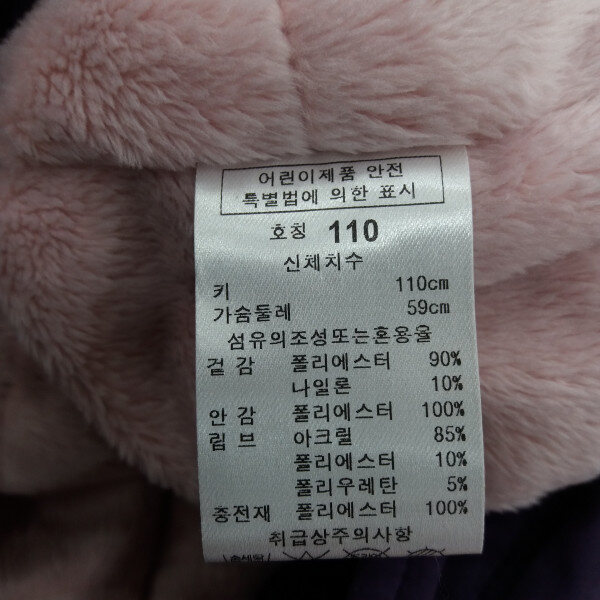 어린이제품 안전
특별법에 의한 표시
호칭 110
신체치수
키 110cm
가슴둘레 59cm
섬유의조성또는혼용율
겉 감 폴리에스터 90%
나일론 10%
안 감 폴리에스터 100%
림 브 아크릴 85%
폴리에스터 10%
폴리우레탄 5%
충전재 폴리에스터 100%
취급상주의사항